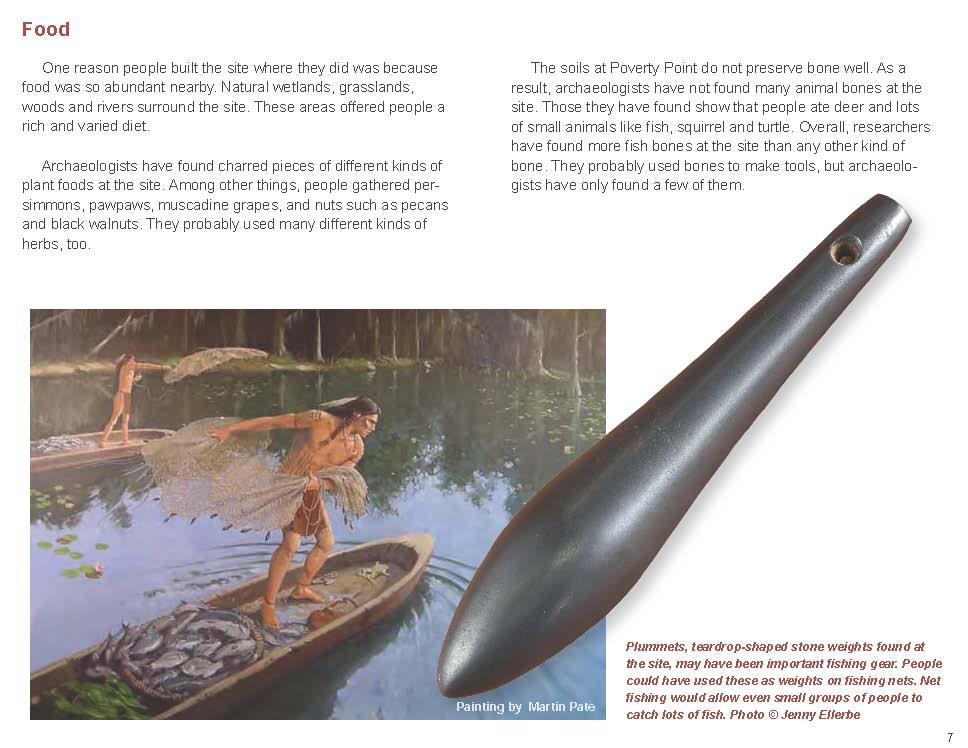 Food
One reason people built the site where they did was because
food was so abundant nearby. Natural wetlands, grasslands,
woods and rivers surround the site. These areas offered people a
rich and varied diet.
Archaeologists have found charred pieces of different kinds of
plant foods at the site. Among other things, people gathered per-
simmons, pawpaws, muscadine grapes, and nuts such as pecans
and black walnuts. They probably used many different kinds of
herbs, too.
The soils at Poverty Point do not preserve bone well. As a
result, archaeologists have not found many animal bones at the
site. Those they have found show that people ate deer and lots
of small animals like fish, squirrel and turtle. Overall, researchers
have found more fish bones at the site than any other kind of
bone. They probably used bones to make tools, but archaeolo-
gists have only found a few of them.
Painting by Martin Pate
Plummets, teardrop-shaped stone weights found at
the site, may have been important fishing gear. People
could have used these as weights on fishing nets. Net
fishing would allow even small groups of people to
catch lots of fish. Photo © Jenny Ellerbe
7